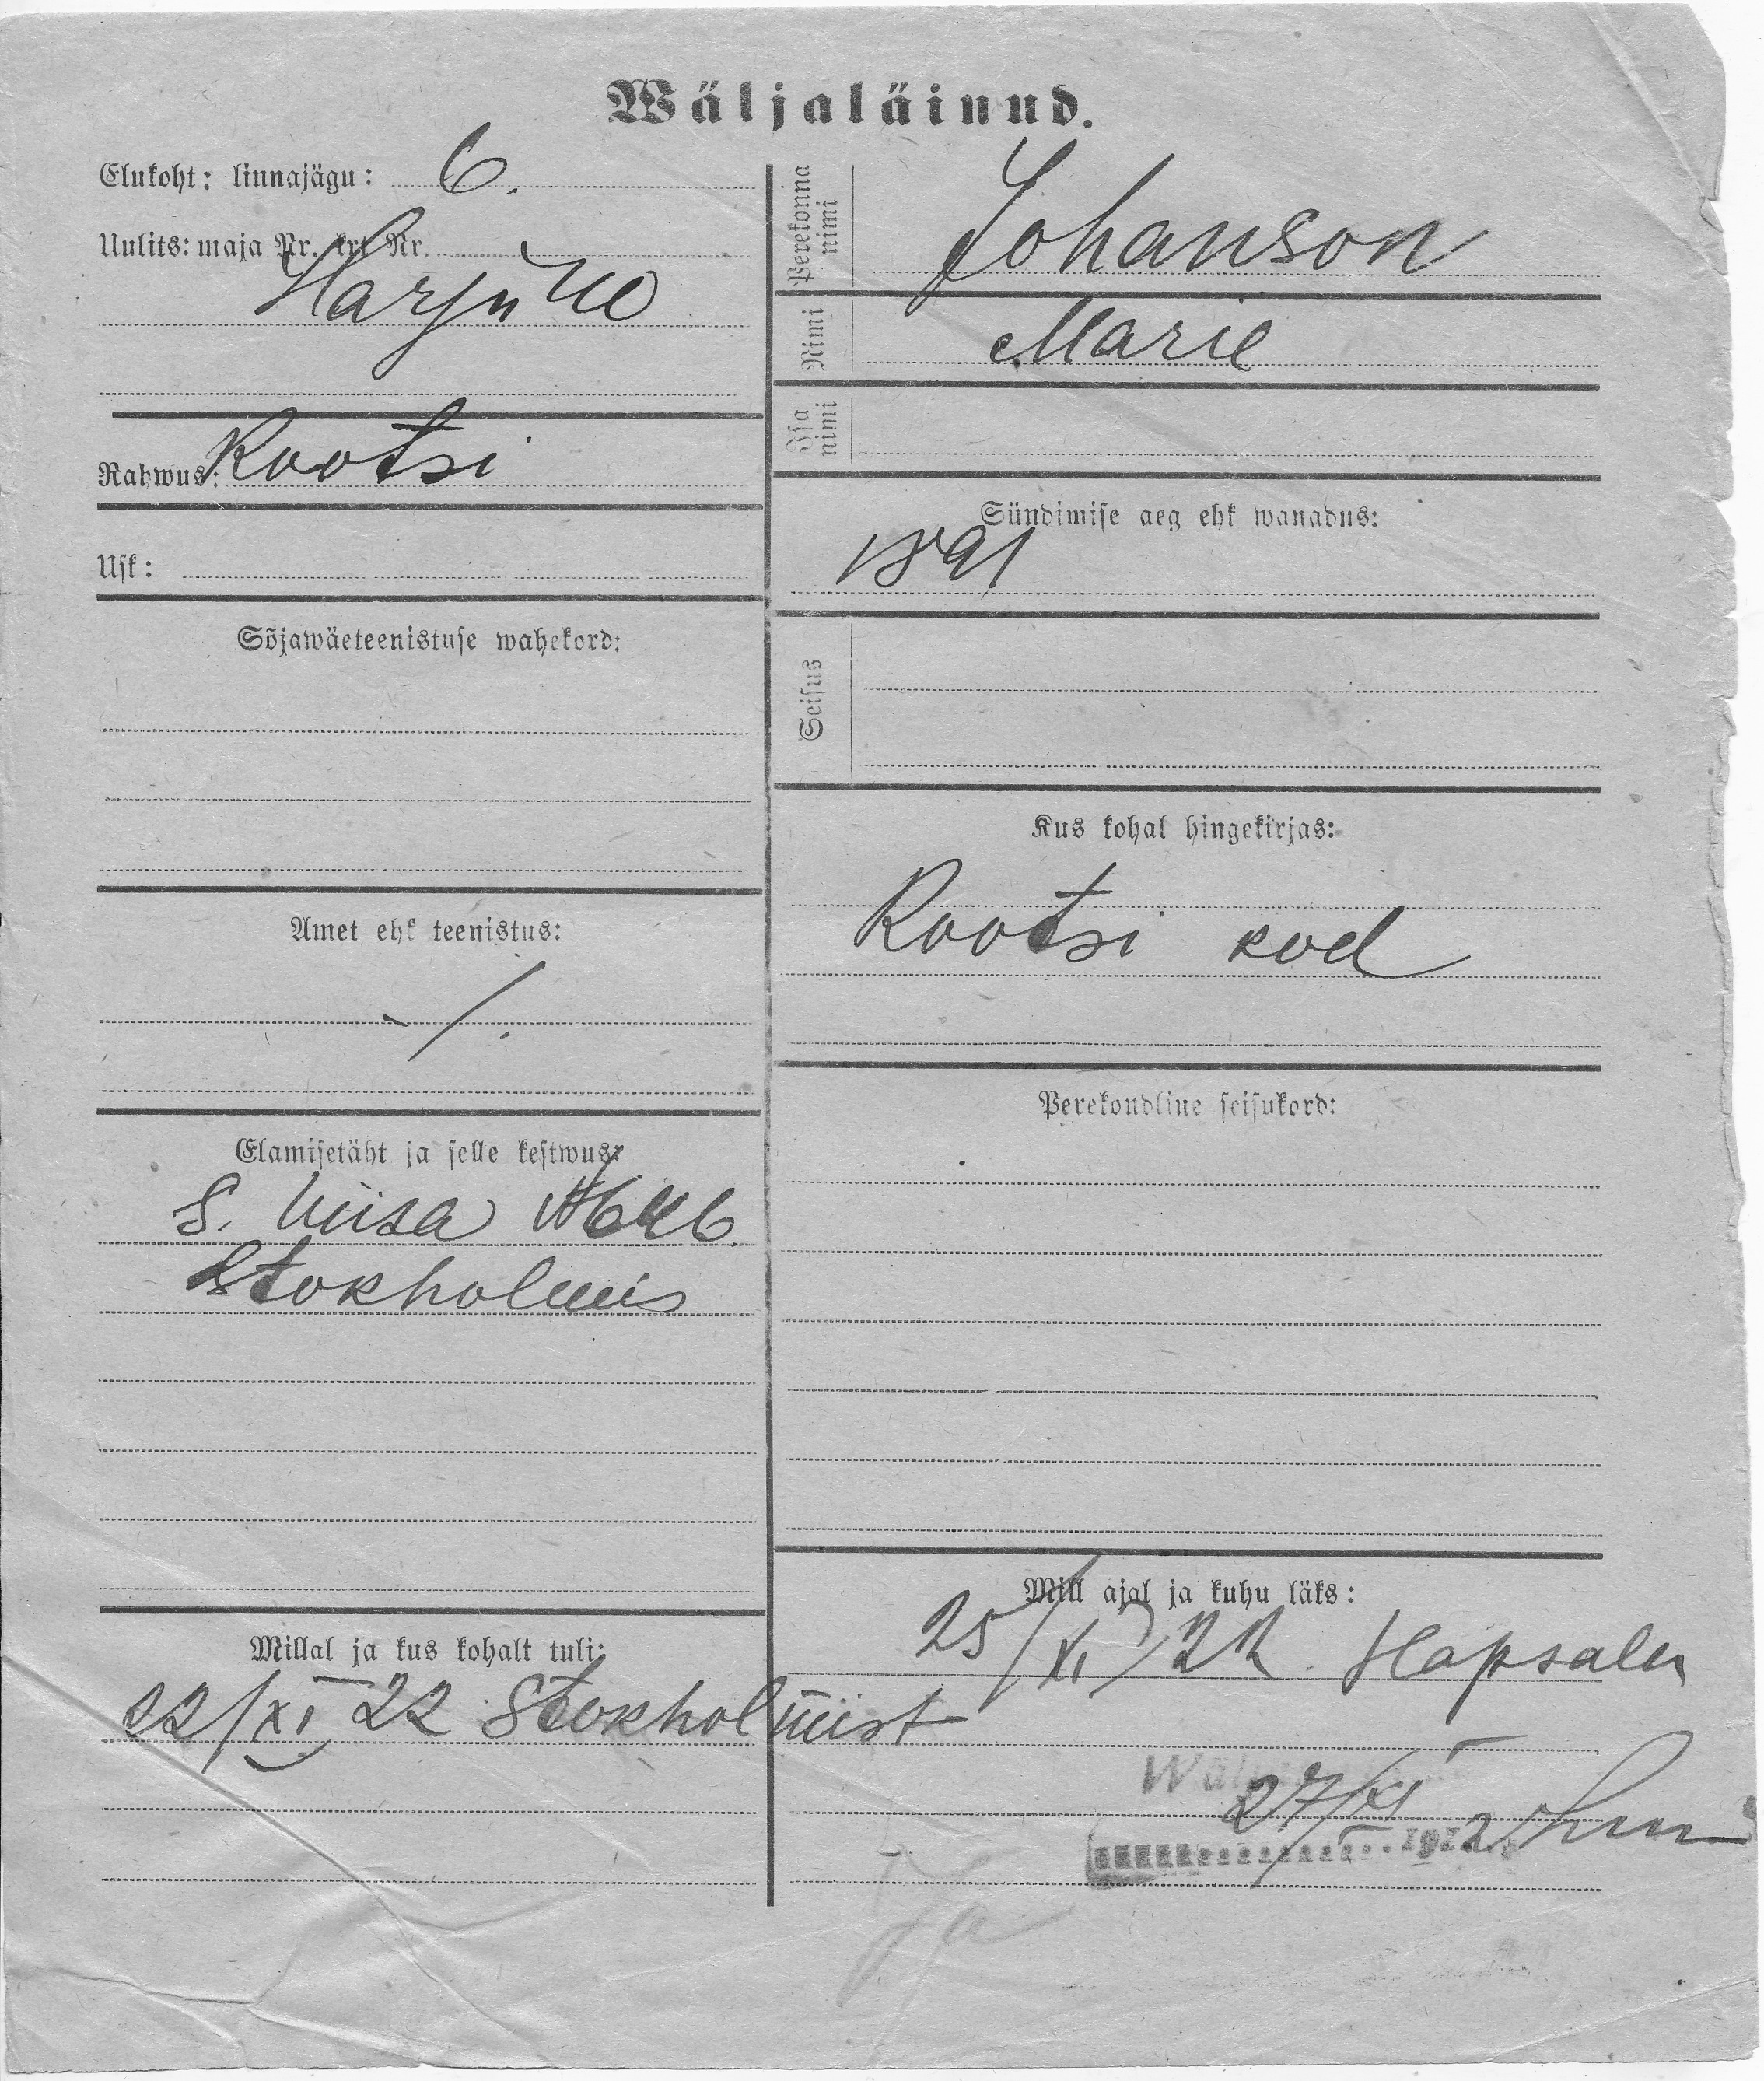 Wäljaläinud.
Elukoht: linnajägu: 6.
Uulits: maja Nr. krt Nr.
Harju
Rahwus: Rootsi
Usk:
Sõjawäeteenistuse wahekord:
Amet ehk teenistus:
-/.
Elamisetäht ja selle kestwus:
S. Viisa
Stokholmis
Millal ja kus kohalt tuli:
22/XI 22 Stokholmist
Perekonna nimi
Johanson
Nimi
Marie
Isa nimi
Sündimise aeg ehk wanadus:
1891
Seisus
Kus kohal hingekirjas:
Rootsi kod
Perekondline seisukord:
Mill ajal ja kuhu läks:
25/XI 22. Hapsalu
27/XI
192